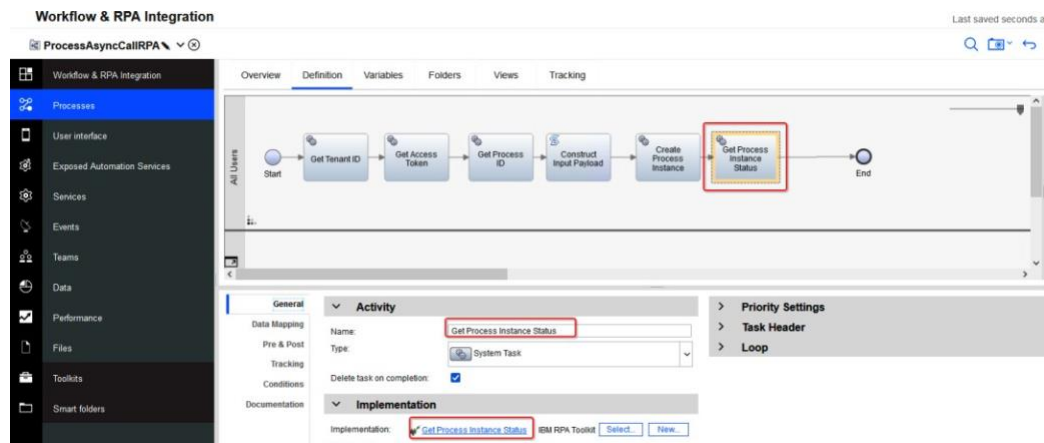 Workflow & RPA Integration
Last saved seconds a
ProcessAsyncCallRPA
Workflow & RPA Integration
Overview Definition Variables Folders Views Tracking
Processes
User interface
Exposed Automation Services
Services
Events
Teams
Data
Performance
Files
Toolkits
Smart folders
All Users
Start
Get Tenant ID
Get Access
Token
Get Process
ID
Construct
Input Payload
Create
Process
Instance
Get Process
Instance
Status
End
General
Data Mapping
Pre & Post
Tracking
Conditions
Documentation
Activity
Name: Get Process Instance Status
Type: System Task
Delete task on completion:
Implementation
Implementation: Get Process Instance Status IBM RPA Toolkit Select... New...
Priority Settings
Task Header
Loop